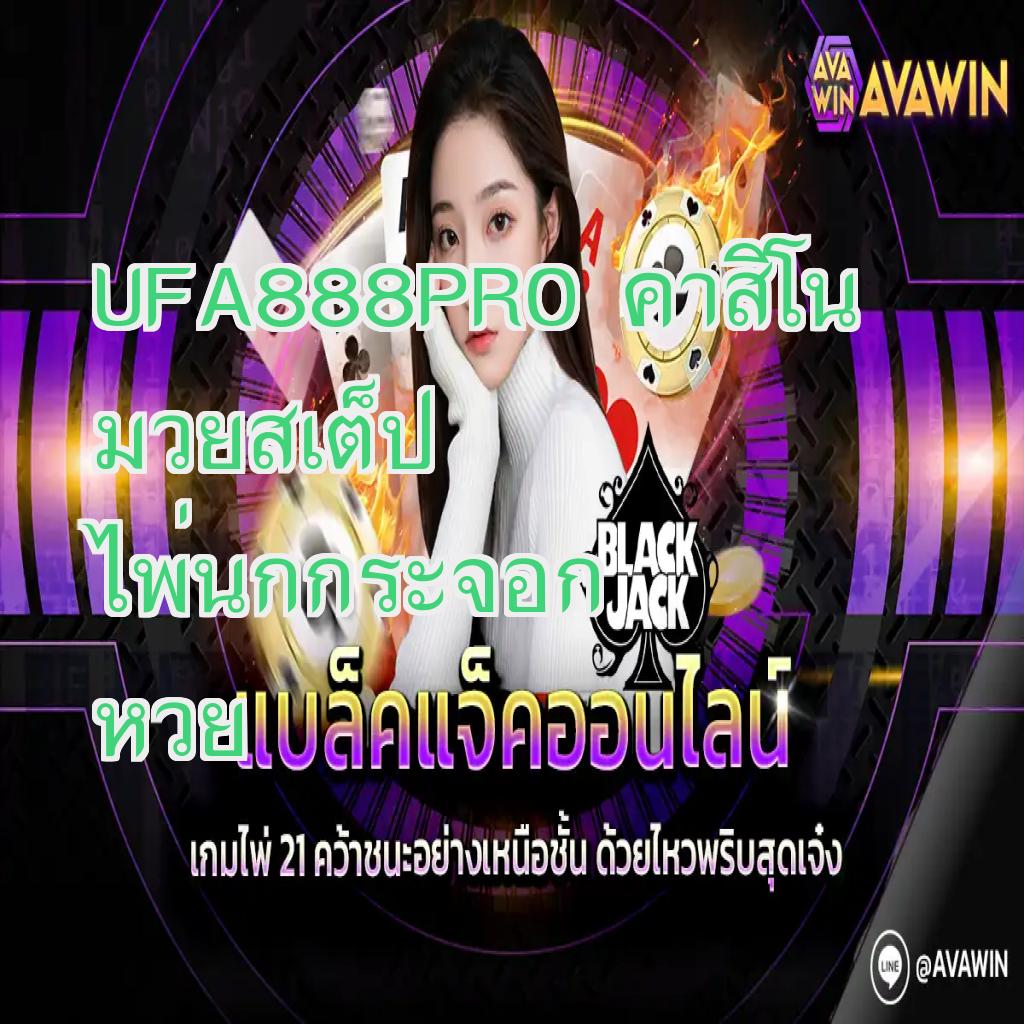 AVA
WIN
AVAWIN
A
UFA888PRO คาสิโน
มวยสเต็ป
ไพ่นกกระจอก
หวย
BLACK
JACK
แบล็คแจ็คออนไลน์
เกมไพ่ 21 คว้าชนะอย่างเหนือชั้น ด้วยไหวพริบสุดเจ๋ง
LINE
@AVAWIN